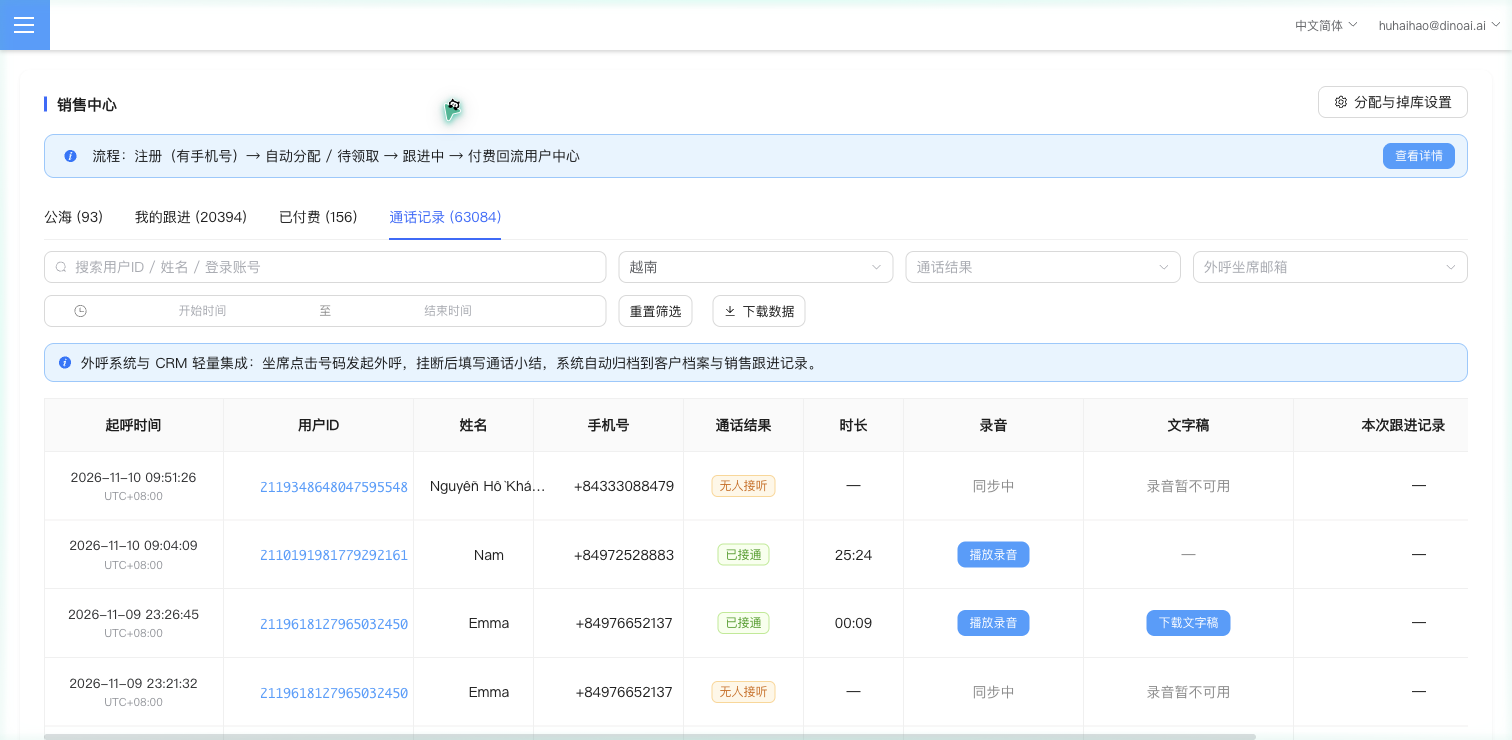 中文简体 huhaihao@dinoai.ai
销售中心 分配与掉库设置
流程：注册（有手机号）→ 自动分配 / 待领取 → 跟进中 → 付费回流用户中心 查看详情
公海 (93) 我的跟进 (20394) 已付费 (156) 通话记录 (63084)
搜索用户ID / 姓名 / 登录账号 越南 通话结果 外呼坐席邮箱
开始时间 至 结束时间 重置筛选 下载数据
外呼系统与 CRM 轻量集成：坐席点击号码发起外呼，挂断后填写通话小结，系统自动归档到客户档案与销售跟进记录。
起呼时间 用户ID 姓名 手机号 通话结果 时长 录音 文字稿 本次跟进记录
2026-11-10 09:51:26 2119348648047595548 Nguyễn Hồ Khá... +84333088479 无人接听 — 同步中 录音暂不可用 —
UTC+08:00
2026-11-10 09:04:09 2110191981779292161 Nam +84972528883 已接通 25:24 播放录音 — —
UTC+08:00
2026-11-09 23:26:45 2119618127965032450 Emma +84976652137 已接通 00:09 播放录音 下载文字稿 —
UTC+08:00
2026-11-09 23:21:32 2119618127965032450 Emma +84976652137 无人接听 — 同步中 录音暂不可用 —
UTC+08:00